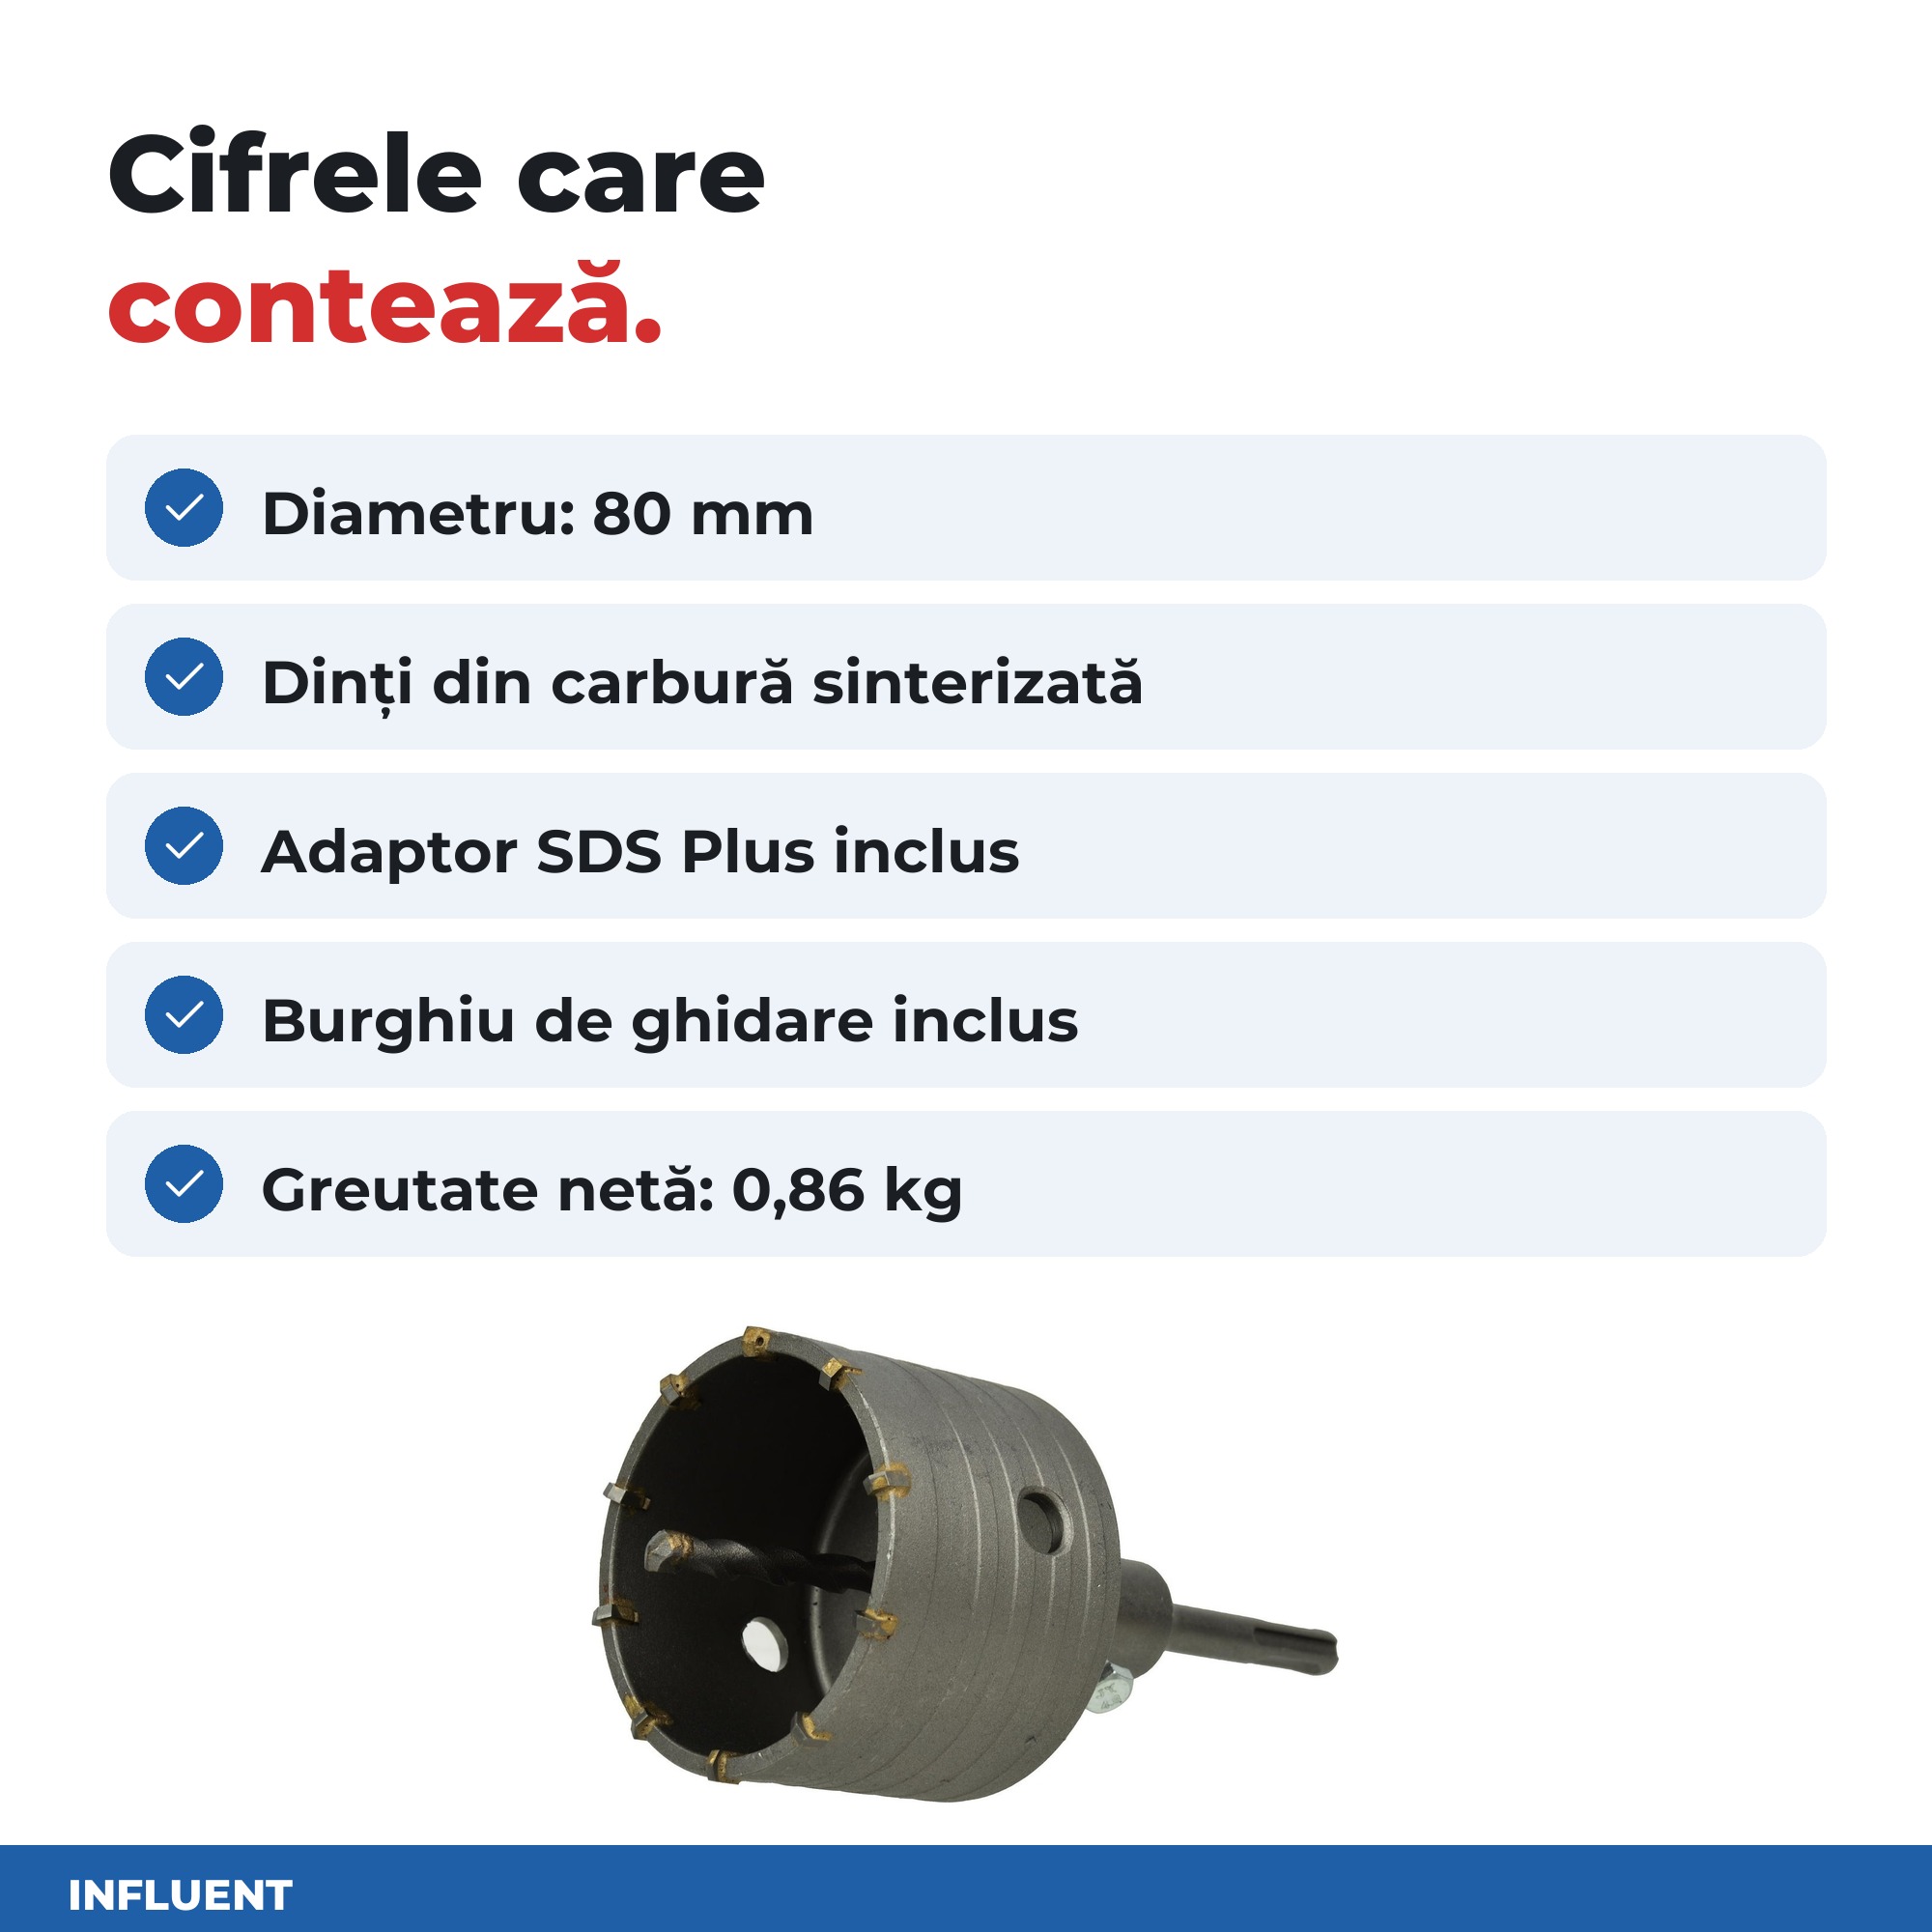 Cifrele care
contează.
Diametru: 80 mm
Dinți din carbură sinterizată
Adaptor SDS Plus inclus
Burghiu de ghidare inclus
Greutate netă: 0,86 kg
INFLUENT